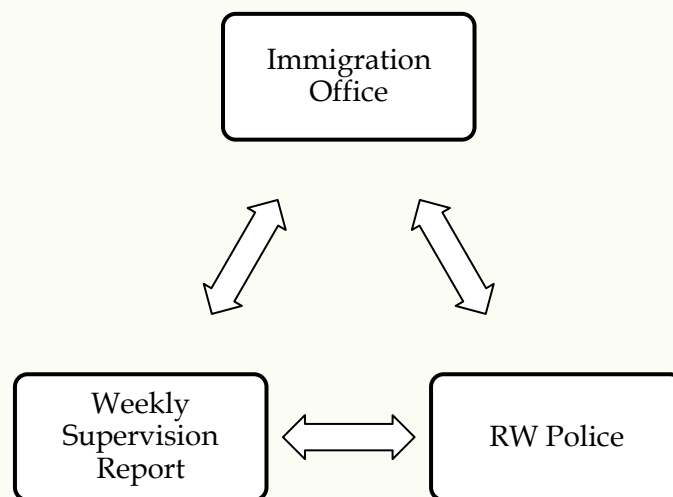 Immigration
Office
Weekly
Supervision
Report
RW Police